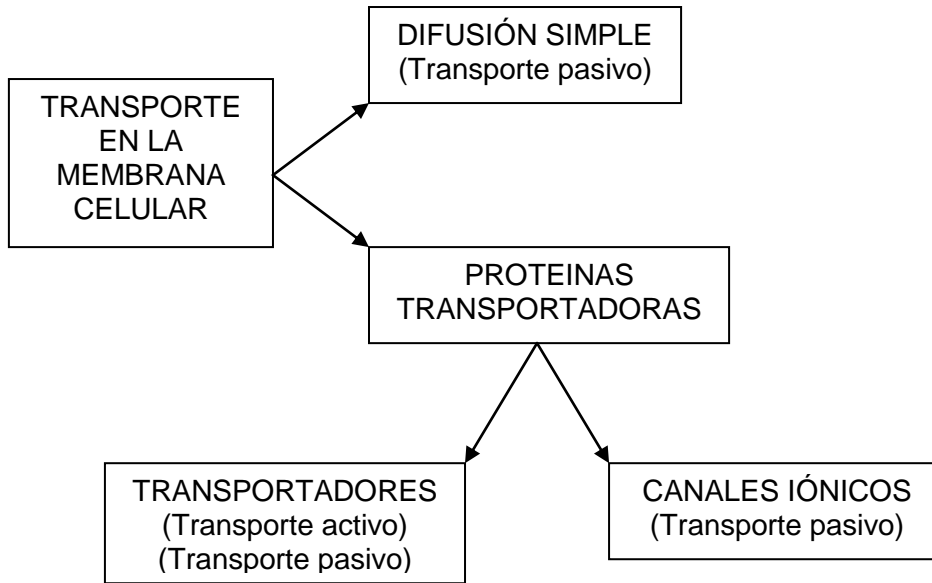 DIFUSIÓN SIMPLE
(Transporte pasivo)
TRANSPORTE
EN LA
MEMBRANA
CELULAR
PROTEINAS
TRANSPORTADORAS
TRANSPORTADORES
(Transporte activo)
(Transporte pasivo)
CANALES IÓNICOS
(Transporte pasivo)